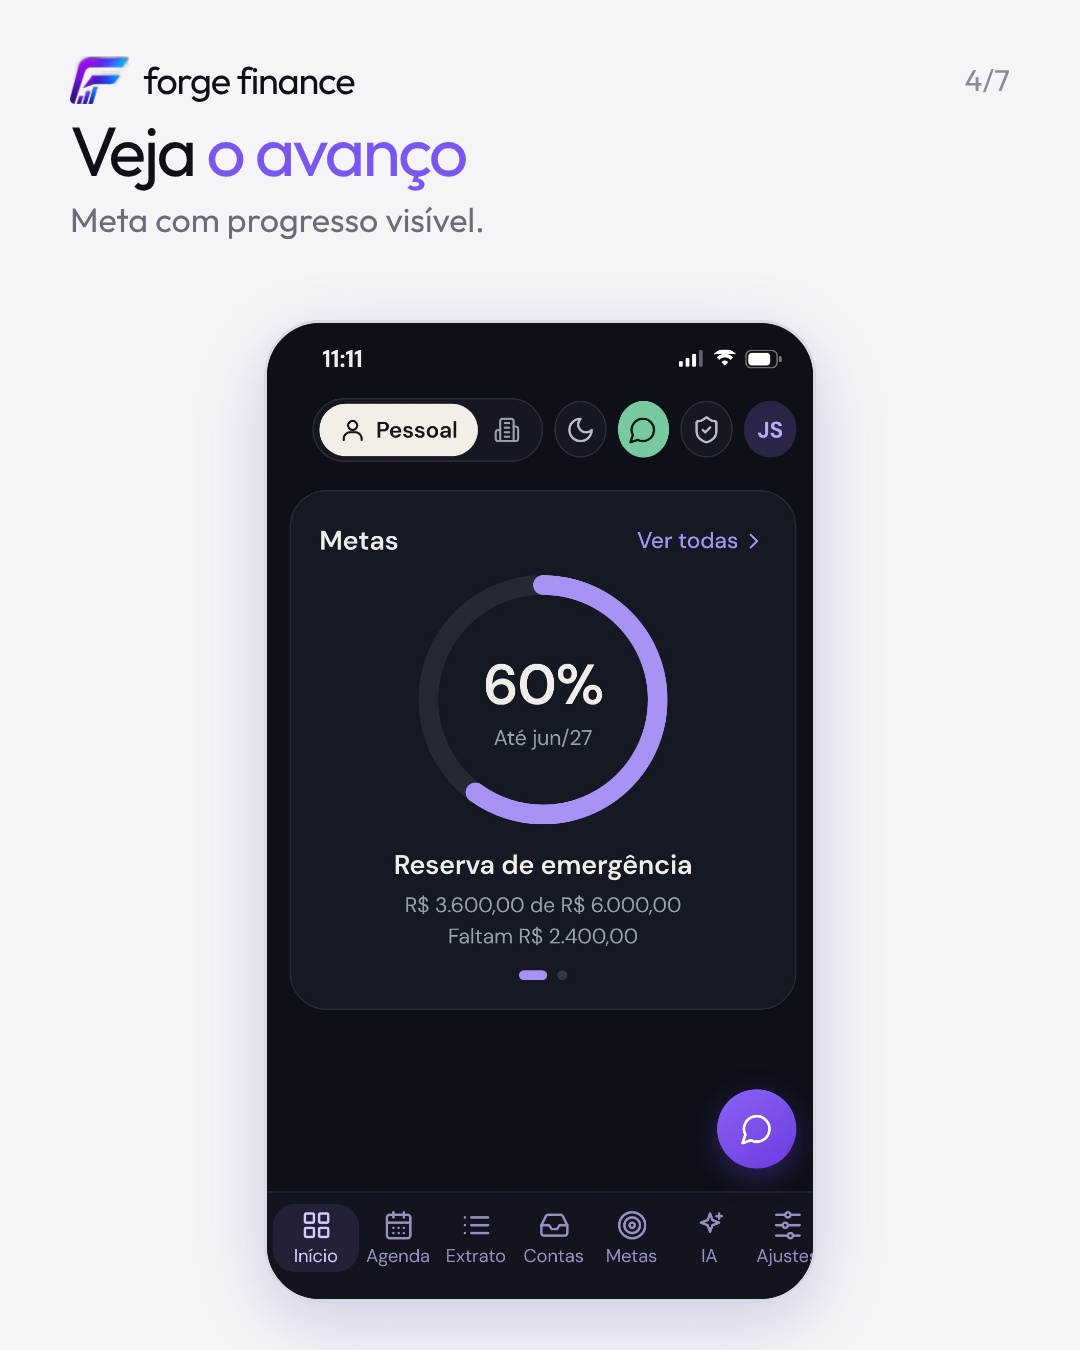 forge finance
4/7
Veja o avanço
Meta com progresso visível.
11:11
Pessoal
JS
Metas
Ver todas
60%
Até jun/27
Reserva de emergência
R$ 3.600,00 de R$ 6.000,00
Faltam R$ 2.400,00
Início
Agenda
Extrato
Contas
Metas
IA
Ajustes